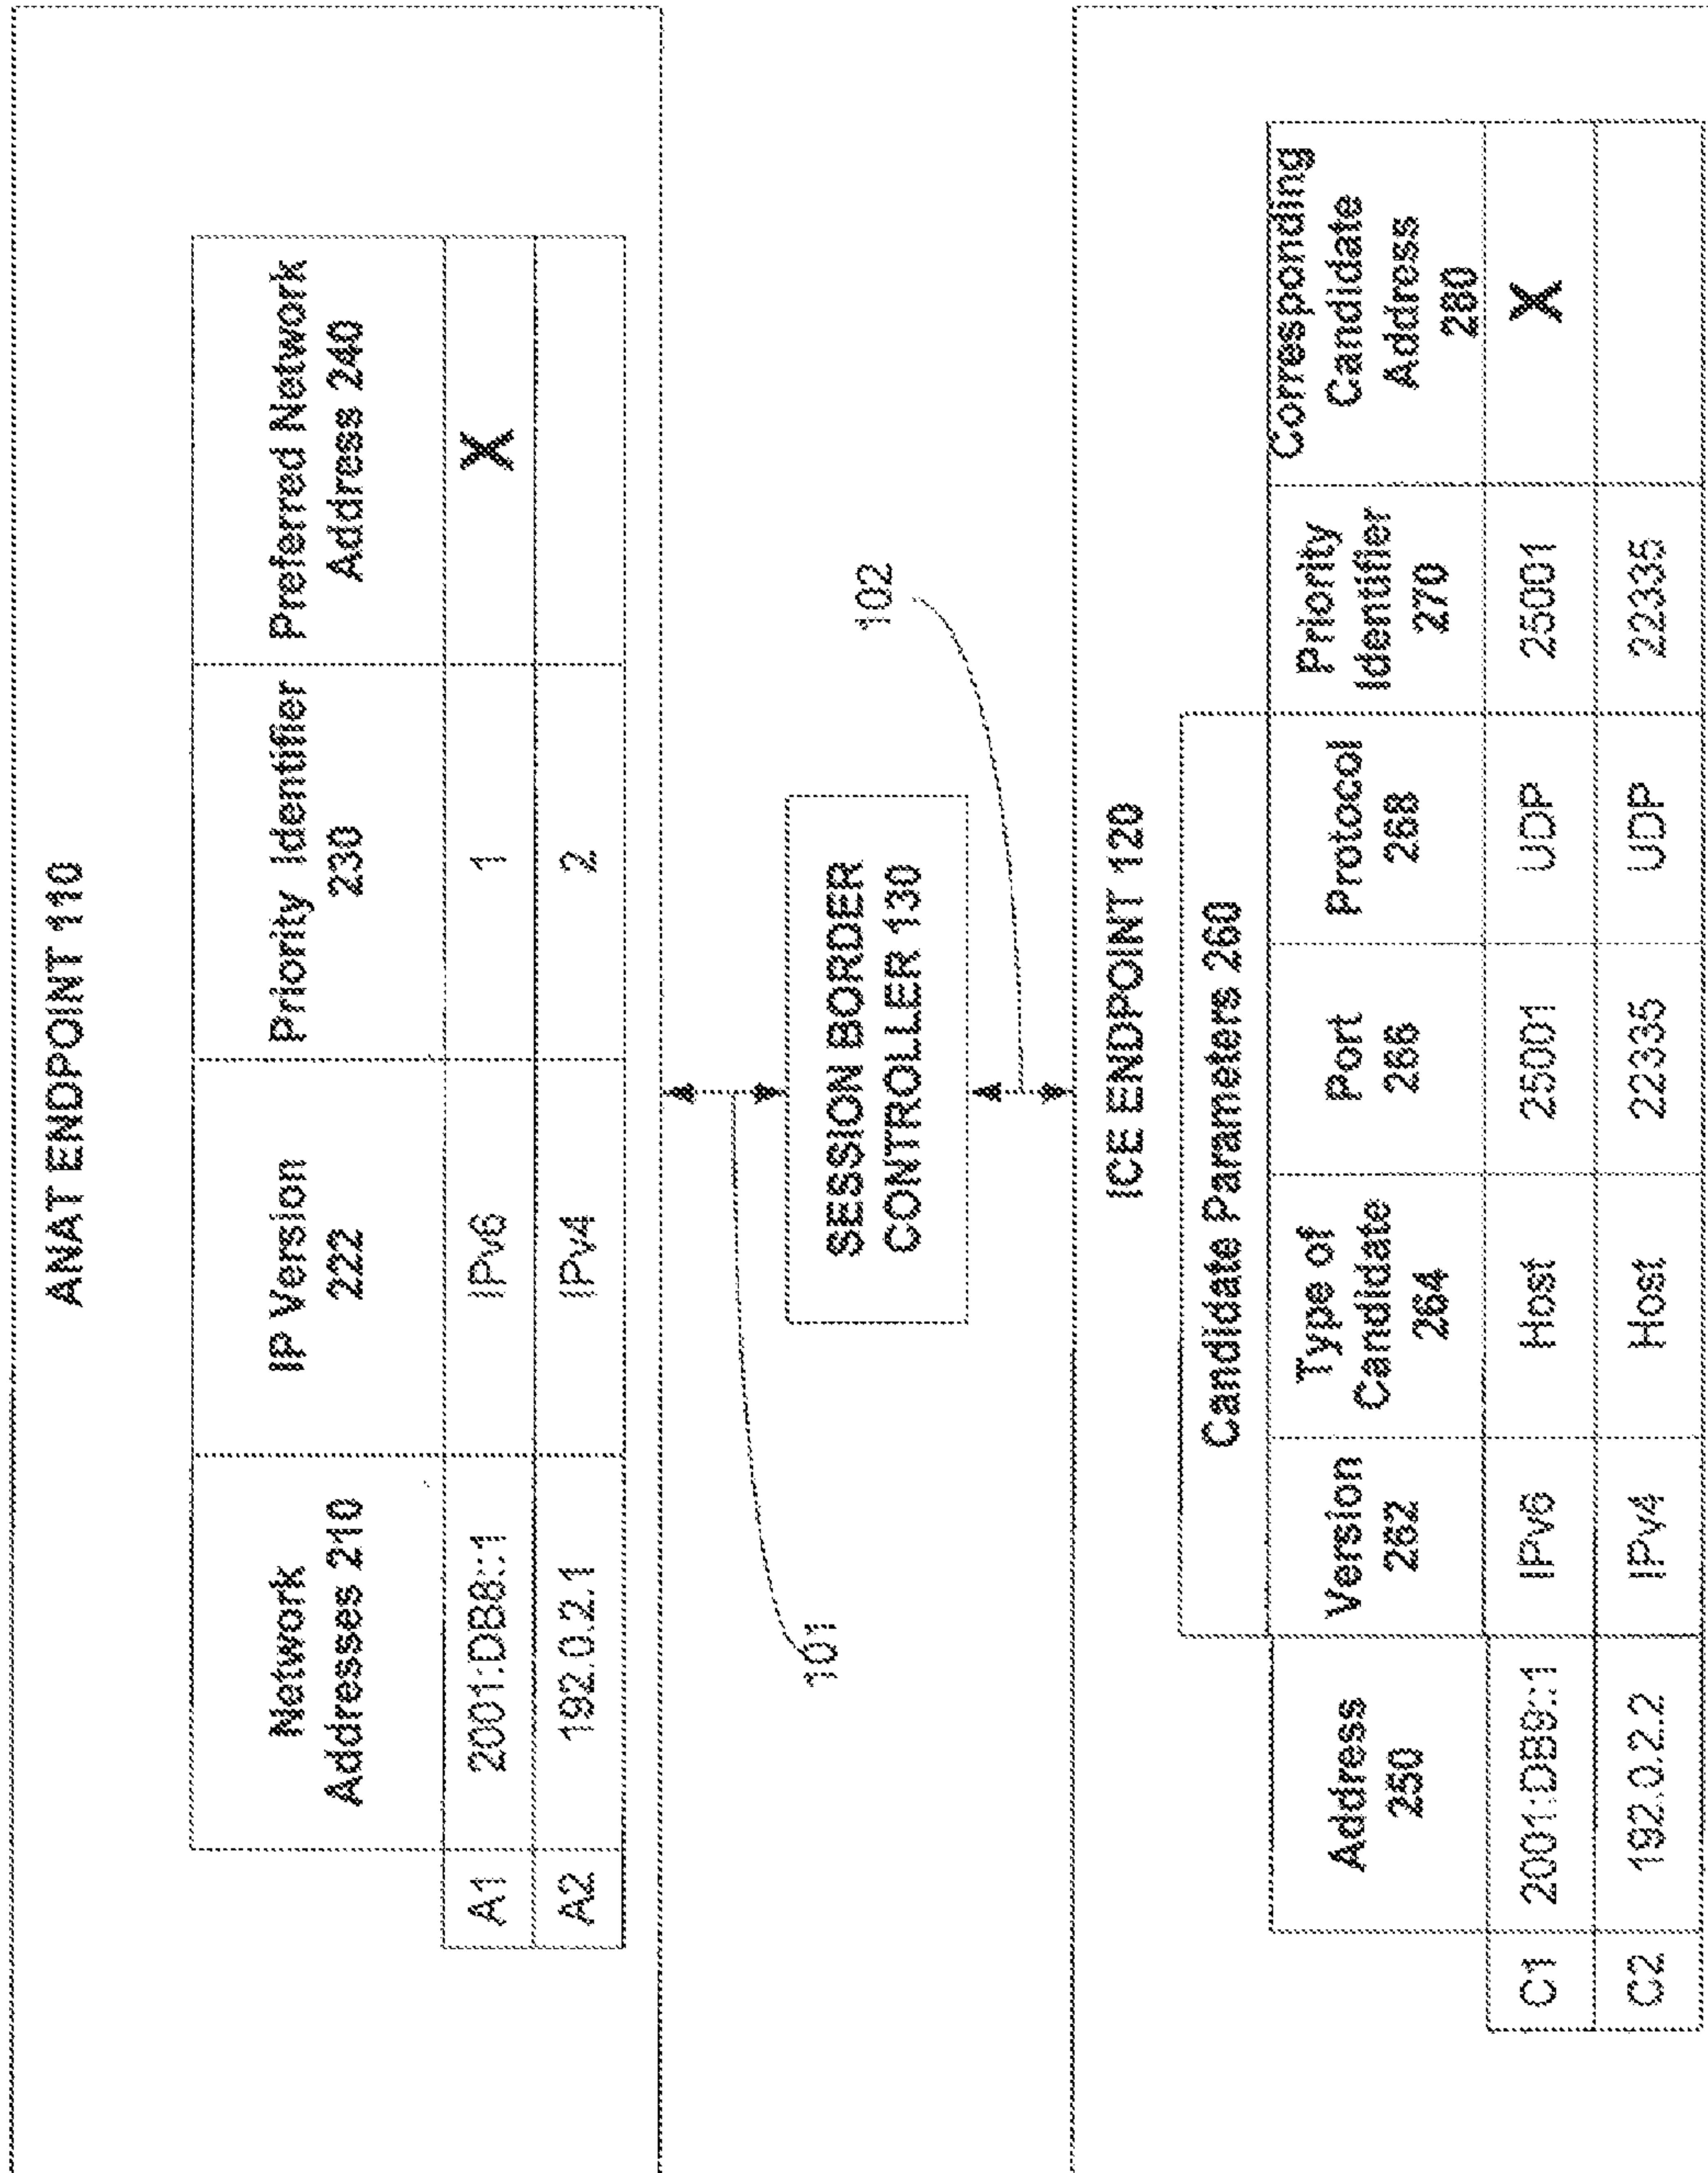 ANAT ENDPOINT 110
Network Addresses 210 IP Version 222 Priority Identifier 230 Preferred Network Address 240
A1 2001:DB8::1 IPv6 1 X
A2 192.0.2.1 IPv4 2
101
SESSION BORDER
CONTROLLER 130
102
ICE ENDPOINT 120
Candidate Parameters 260
Address 250 Version 262 Type of Candidate 264 Port 266 Protocol 268 Priority Identifier 270 Corresponding Candidate Address 280
C1 2001:DB9::1 IPv6 Host 25001 UDP 25001 X
C2 192.0.2.2 IPv4 Host 22335 UDP 22335